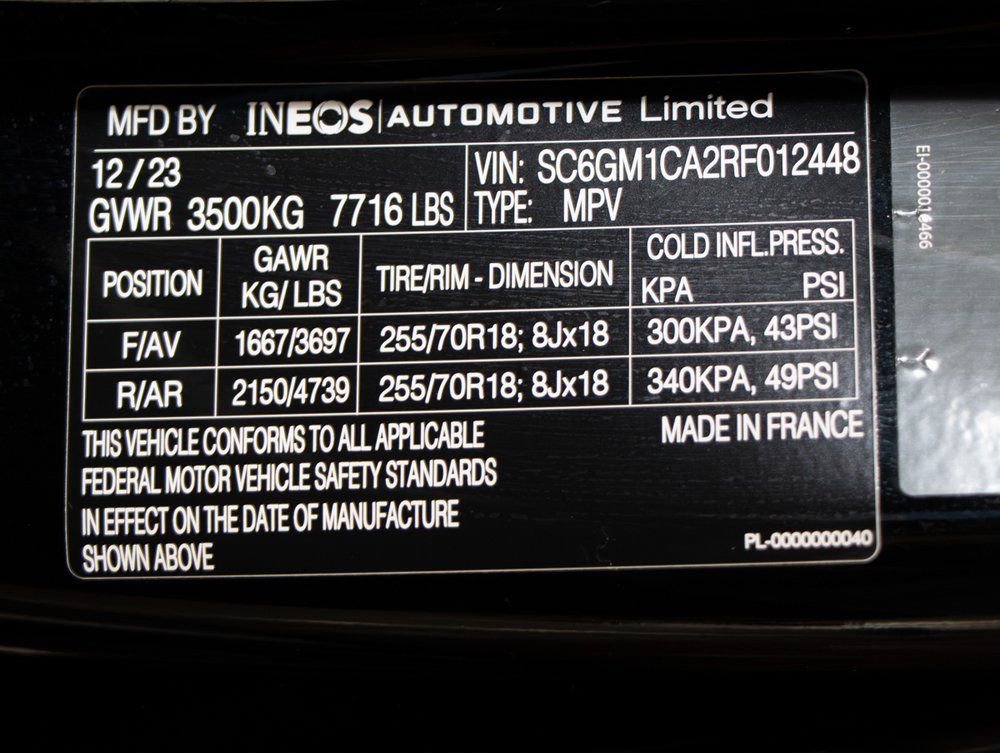 MFD BY INEOS AUTOMOTIVE Limited
12/23
VIN: SC6GM1CA2RF012448
GVWR 3500KG 7716 LBS
TYPE: MPV
POSITION GAWR KG/LBS TIRE/RIM - DIMENSION COLD INFL.PRESS. KPA PSI
F/AV 1667/3697 255/70R18; 8Jx18 300KPA, 43PSI
R/AR 2150/4739 255/70R18; 8Jx18 340KPA, 49PSI
THIS VEHICLE CONFORMS TO ALL APPLICABLE
FEDERAL MOTOR VEHICLE SAFETY STANDARDS
IN EFFECT ON THE DATE OF MANUFACTURE
SHOWN ABOVE
MADE IN FRANCE
PL-0000000040